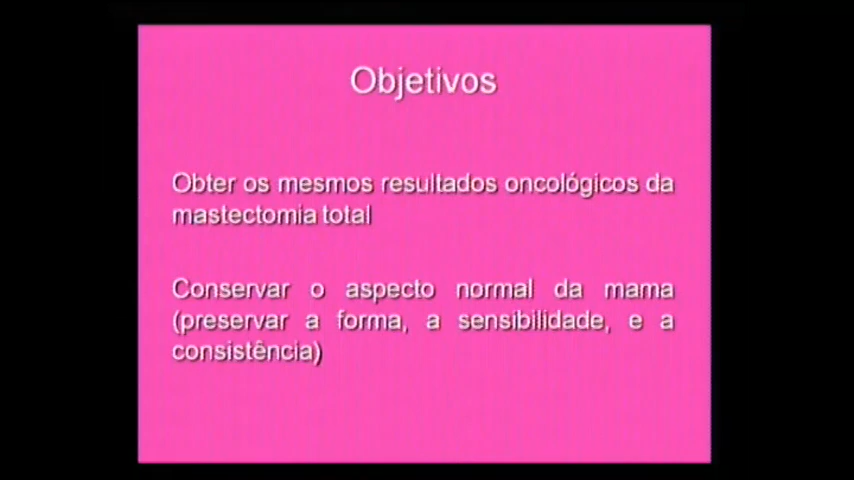 Objetivos
Obter os mesmos resultados oncológicos da
mastectomia total
Conservar o aspecto normal da mama
(preservar a forma, a sensibilidade, e a
consistência)